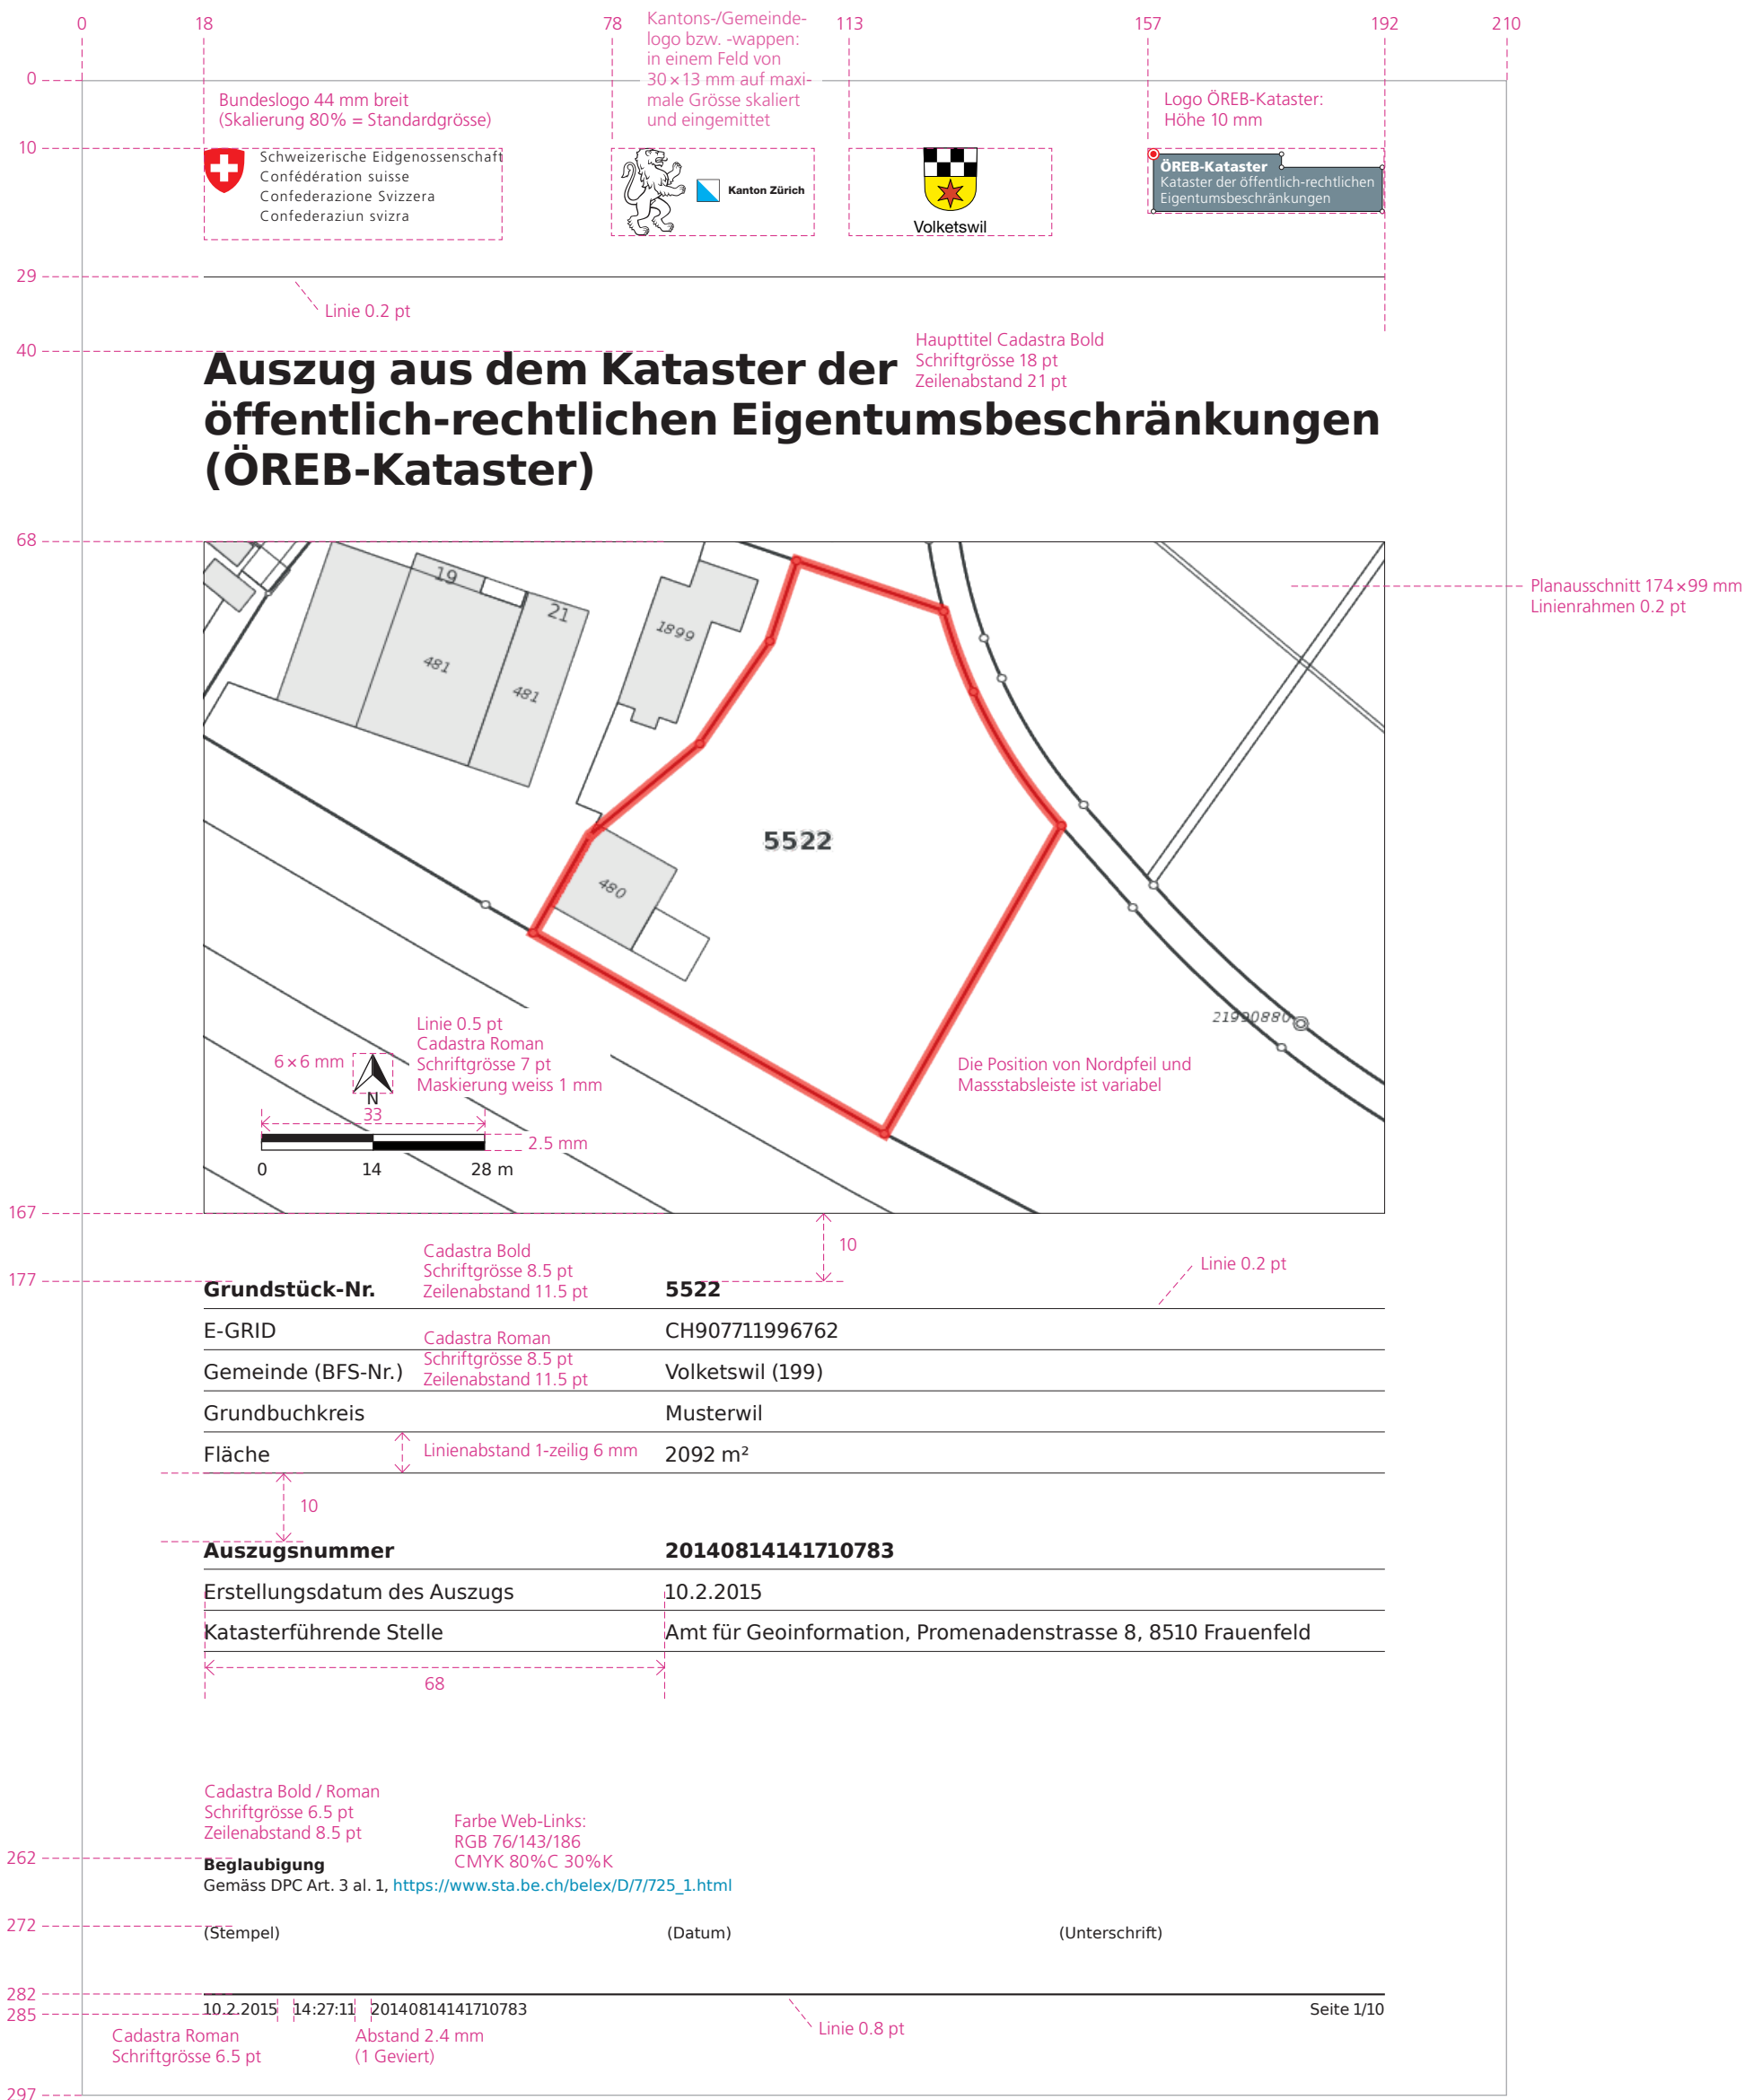 0 18 78 113 157 192 210
Kantons-/Gemeinde-
logo bzw. -wappen:
in einem Feld von
30×13 mm auf maxi-
male Grösse skaliert
und eingemittet
0
Bundeslogo 44 mm breit
(Skalierung 80% = Standardgrösse)
Logo ÖREB-Kataster:
Höhe 10 mm
10
Schweizerische Eidgenossenschaft
Confédération suisse
Confederazione Svizzera
Confederaziun svizra
Kanton Zürich
Volketswil
ÖREB-Kataster
Kataster der öffentlich-rechtlichen
Eigentumsbeschränkungen
29
Linie 0.2 pt
40
Haupttitel Cadastra Bold
Schriftgrösse 18 pt
Zeilenabstand 21 pt
Auszug aus dem Kataster der
öffentlich-rechtlichen Eigentumsbeschränkungen
(ÖREB-Kataster)
68
Planausschnitt 174×99 mm
Linienrahmen 0.2 pt
19
21
1899
481
481
5522
480
21990880
Linie 0.5 pt
Cadastra Roman
Schriftgrösse 7 pt
Maskierung weiss 1 mm
6×6 mm
N
33
2.5 mm
0 14 28 m
Die Position von Nordpfeil und
Massstabsleiste ist variabel
167
10
Cadastra Bold
Schriftgrösse 8.5 pt
Zeilenabstand 11.5 pt
Linie 0.2 pt
177
Grundstück-Nr. 5522
E-GRID CH907711996762
Cadastra Roman
Schriftgrösse 8.5 pt
Zeilenabstand 11.5 pt
Gemeinde (BFS-Nr.) Volketswil (199)
Grundbuchkreis Musterwil
Fläche 2092 m²
Linienabstand 1-zeilig 6 mm
10
Auszugsnummer 20140814141710783
Erstellungsdatum des Auszugs 10.2.2015
Katasterführende Stelle Amt für Geoinformation, Promenadenstrasse 8, 8510 Frauenfeld
68
Cadastra Bold / Roman
Schriftgrösse 6.5 pt
Zeilenabstand 8.5 pt
Farbe Web-Links:
RGB 76/143/186
CMYK 80%C 30%K
262
Beglaubigung
Gemäss DPC Art. 3 al. 1, https://www.sta.be.ch/belex/D/7/725_1.html
272
(Stempel) (Datum) (Unterschrift)
282
285
10.2.2015 14:27:11 20140814141710783 Seite 1/10
Cadastra Roman
Schriftgrösse 6.5 pt
Abstand 2.4 mm
(1 Geviert)
Linie 0.8 pt
297